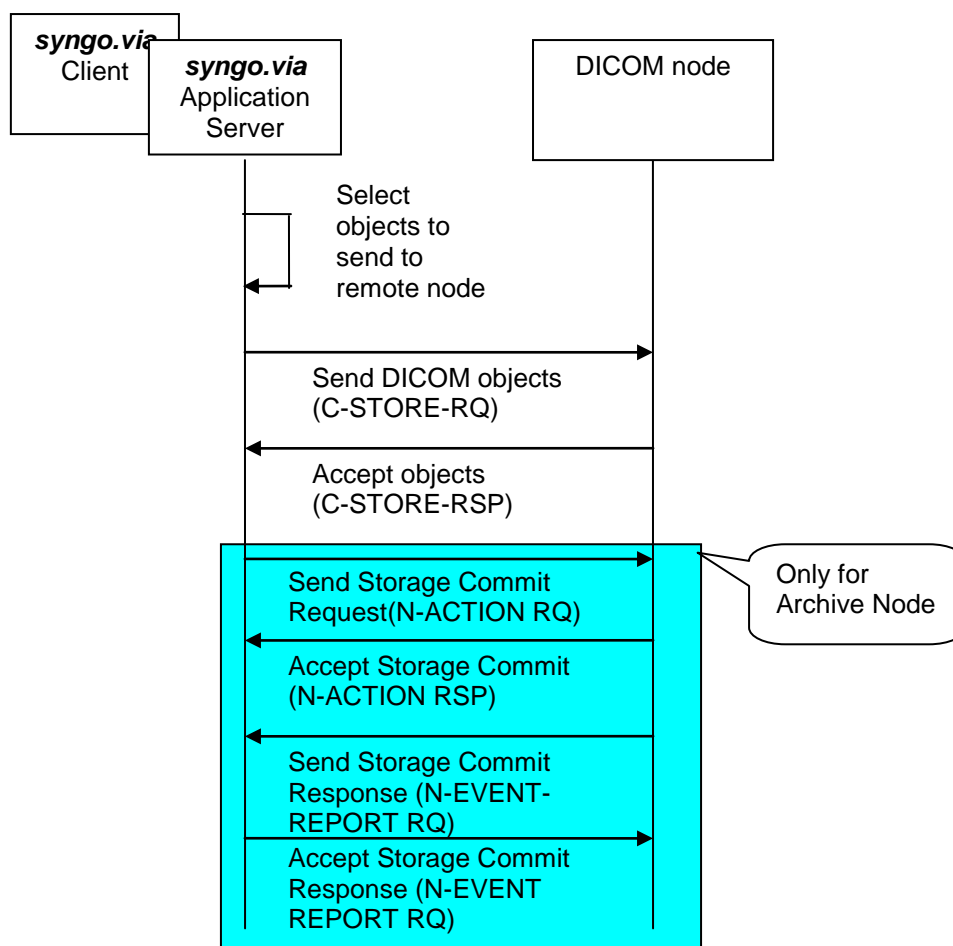 syngo.via
Client
syngo.via
Application
Server
DICOM node
Select
objects to
send to
remote node
Send DICOM objects
(C-STORE-RQ)
Accept objects
(C-STORE-RSP)
Only for
Archive Node
Send Storage Commit
Request(N-ACTION RQ)
Accept Storage Commit
(N-ACTION RSP)
Send Storage Commit
Response (N-EVENT-
REPORT RQ)
Accept Storage Commit
Response (N-EVENT
REPORT RQ)